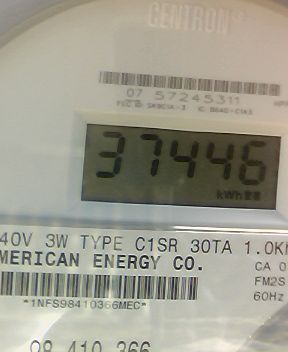 CENTRON
07 57245311
37446
kWh
40V 3W TYPE C1SR 30TA 1.0K
MERICAN ENERGY CO.
CA 0
FM2S
60Hz
*1NFS98410366MEC*
98 410 366